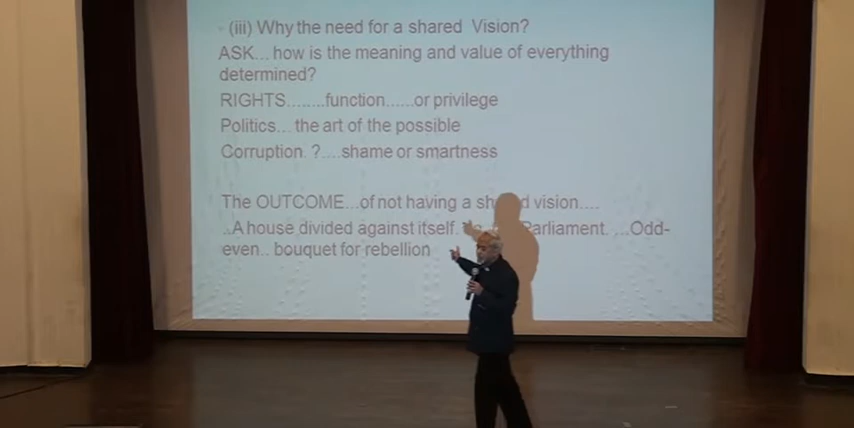 (iii) Why the need for a shared Vision?
ASK... how is the meaning and value of everything
determined?
RIGHTS........function......or privilege
Politics... the art of the possible
Corruption ?....shame or smartness
The OUTCOME...of not having a sh d vision....
..A house divided against itself. Parliament. ...Odd-
even.. bouquet for rebellion